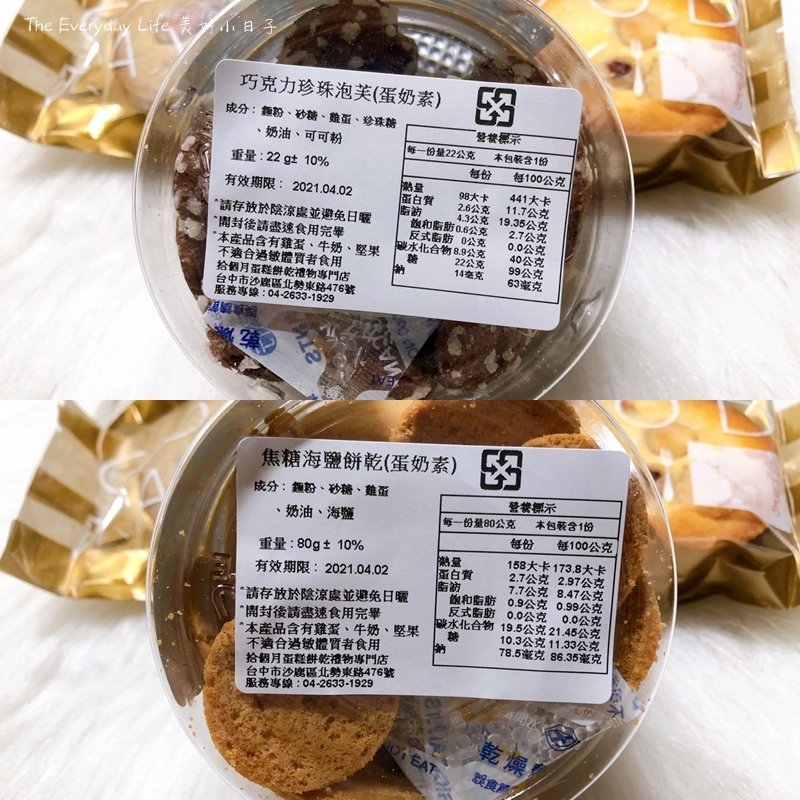 The Everyday Life 美好小日子
巧克力珍珠泡芙(蛋奶素)
成分：麵粉、砂糖、雞蛋、珍珠糖
、奶油、可可粉
重量：22 g± 10%
有效期限： 2021.04.02
*請存放於陰涼處並避免日曬
*開封後請盡速食用完畢
*本產品含有雞蛋、牛奶、堅果
不適合過敏體質者食用
拾個月蛋糕餅乾禮物專門店
台中市沙鹿區北勢東路476號
服務專線：04-2633-1929
營養標示
每一份量22公克 本包裝含1份
每份 每100公克
熱量 98大卡 441大卡
蛋白質 2.6公克 11.7公克
脂肪 4.3公克 19.35公克
飽和脂肪 0.6公克 2.7公克
反式脂肪 0公克 0.0公克
碳水化合物 8.9公克 40公克
糖 22公克 99公克
鈉 14毫克 63毫克
乾燥
誤食請飲
EAT
焦糖海鹽餅乾(蛋奶素)
成分：麵粉、砂糖、雞蛋
、奶油、海鹽
重量：80g± 10%
有效期限： 2021.04.02
*請存放於陰涼處並避免日曬
*開封後請盡速食用完畢
*本產品含有雞蛋、牛奶、堅果
不適合過敏體質者食用
拾個月蛋糕餅乾禮物專門店
台中市沙鹿區北勢東路476號
服務專線：04-2633-1929
營養標示
每一份量80公克 本包裝含1份
每份 每100公克
熱量 158大卡 173.8大卡
蛋白質 2.7公克 2.97公克
脂肪 7.7公克 8.47公克
飽和脂肪 0.9公克 0.99公克
反式脂肪 0.0公克 0.0公克
碳水化合物 19.5公克 21.45公克
糖 10.3公克 11.33公克
鈉 78.5毫克 86.35毫克
EAT
乾燥